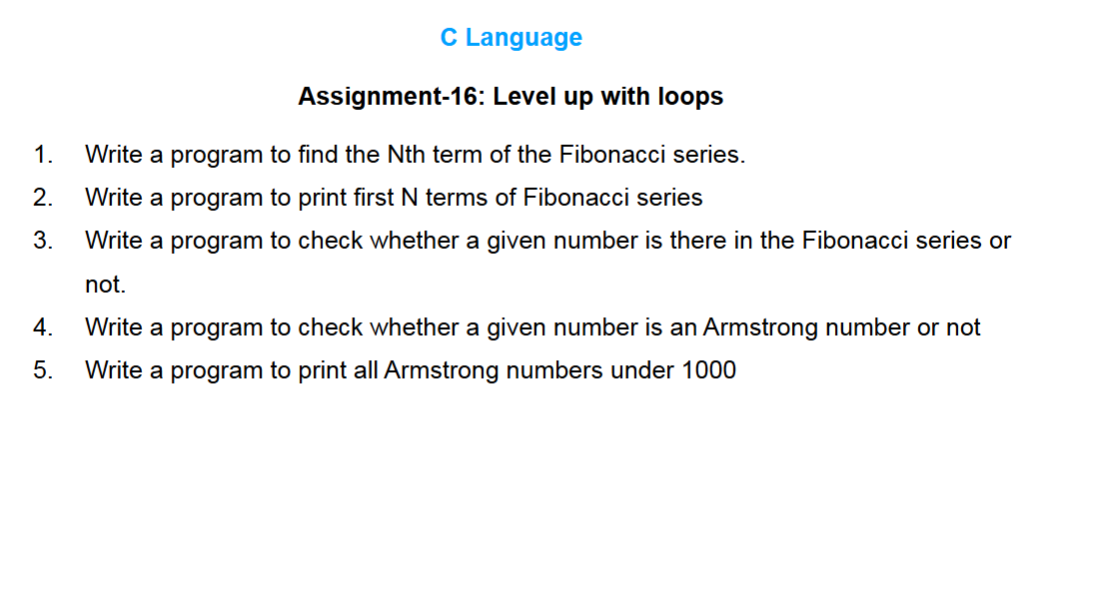 C Language
Assignment-16: Level up with loops
1. Write a program to find the Nth term of the Fibonacci series.
2. Write a program to print first N terms of Fibonacci series
3. Write a program to check whether a given number is there in the Fibonacci series or
not.
4. Write a program to check whether a given number is an Armstrong number or not
5. Write a program to print all Armstrong numbers under 1000